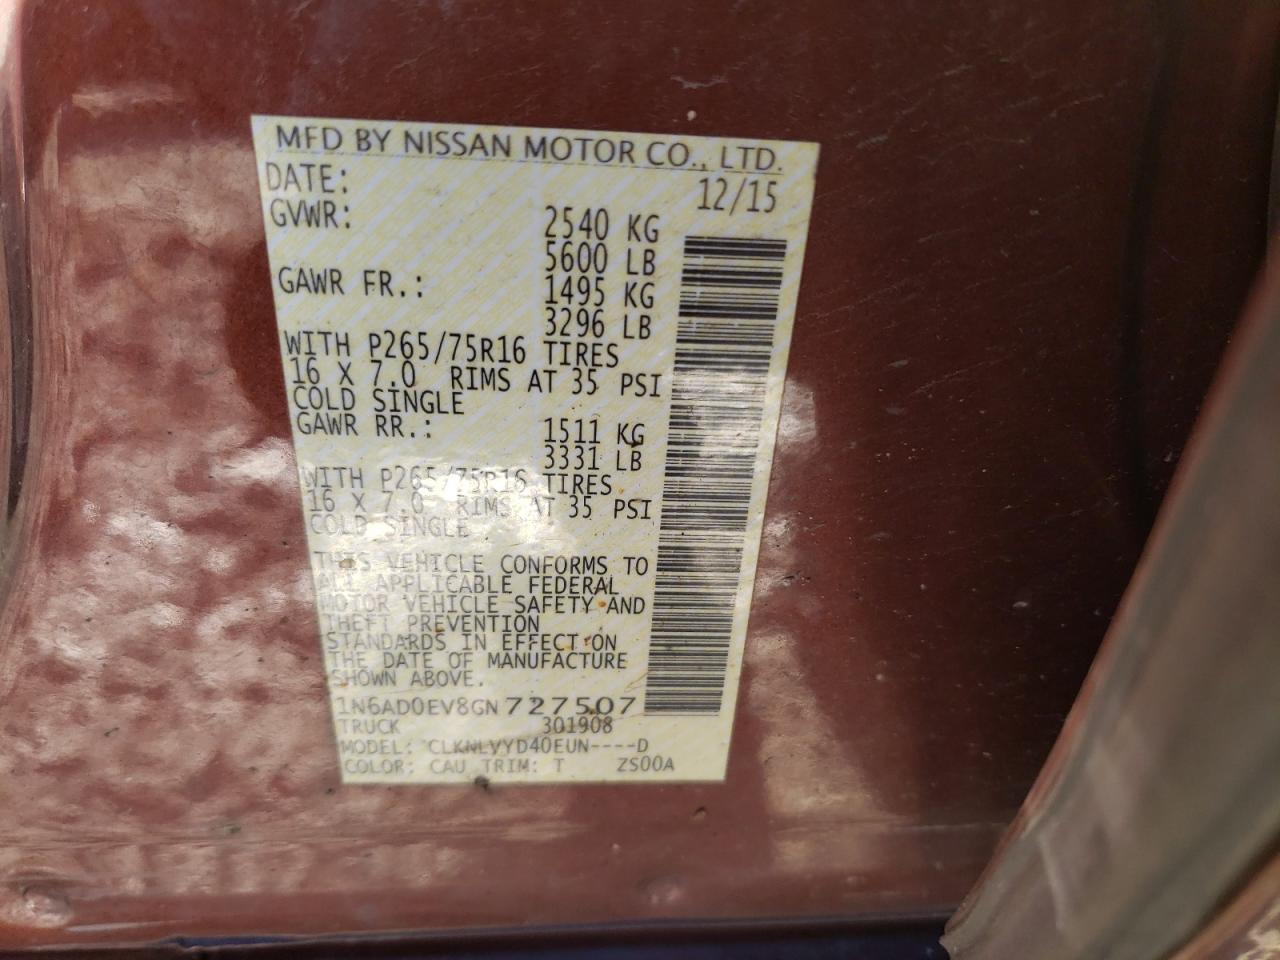 MFD BY NISSAN MOTOR CO., LTD.
DATE: 12/15
GVWR: 2540 KG
5600 LB
GAWR FR.: 1495 KG
3296 LB
WITH P265/75R16 TIRES
16 X 7.0 RIMS AT 35 PSI
COLD SINGLE
GAWR RR.: 1511 KG
3331 LB
WITH P265/75R16 TIRES
16 X 7.0 RIMS AT 35 PSI
COLD SINGLE
THIS VEHICLE CONFORMS TO
ALL APPLICABLE FEDERAL
MOTOR VEHICLE SAFETY AND
THEFT PREVENTION
STANDARDS IN EFFECT ON
THE DATE OF MANUFACTURE
SHOWN ABOVE.
1N6AD0EV8GN727507
TRUCK 301908
MODEL: CLKNLVYD40EUN----D
COLOR: CAU TRIM: T ZS00A